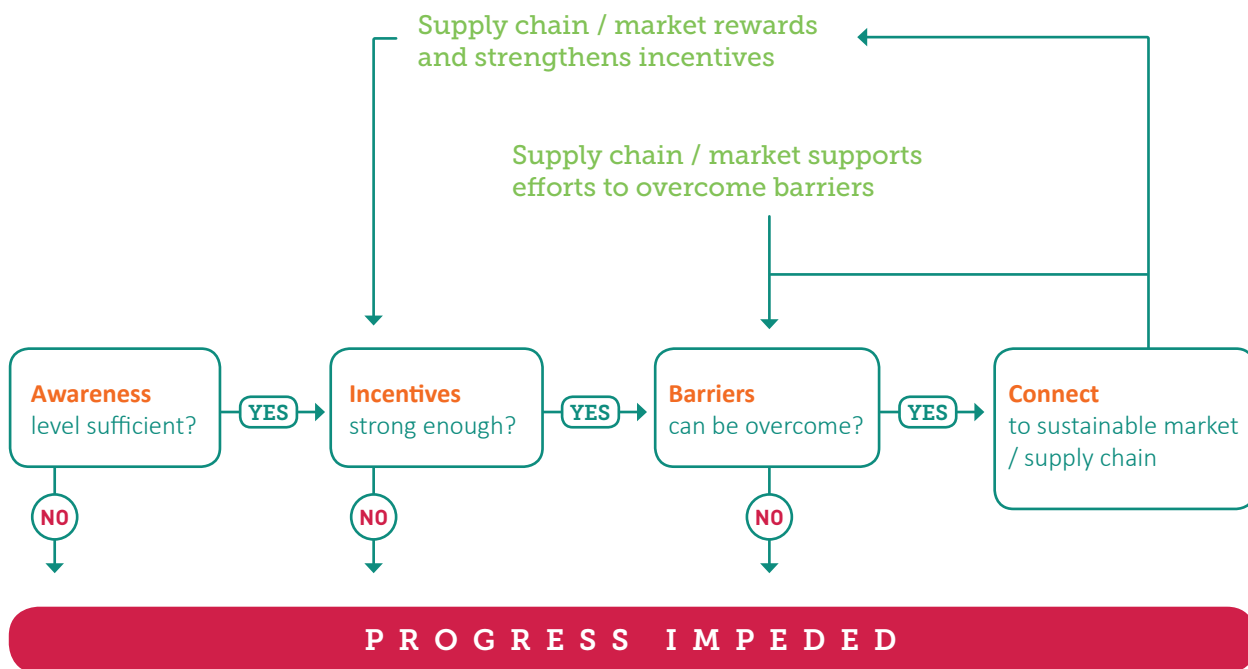 Supply chain / market rewards
and strengthens incentives
Supply chain / market supports
efforts to overcome barriers
Awareness
level sufficient?
YES
Incentives
strong enough?
YES
Barriers
can be overcome?
YES
Connect
to sustainable market
/ supply chain
NO
NO
NO
PROGRESS IMPEDED